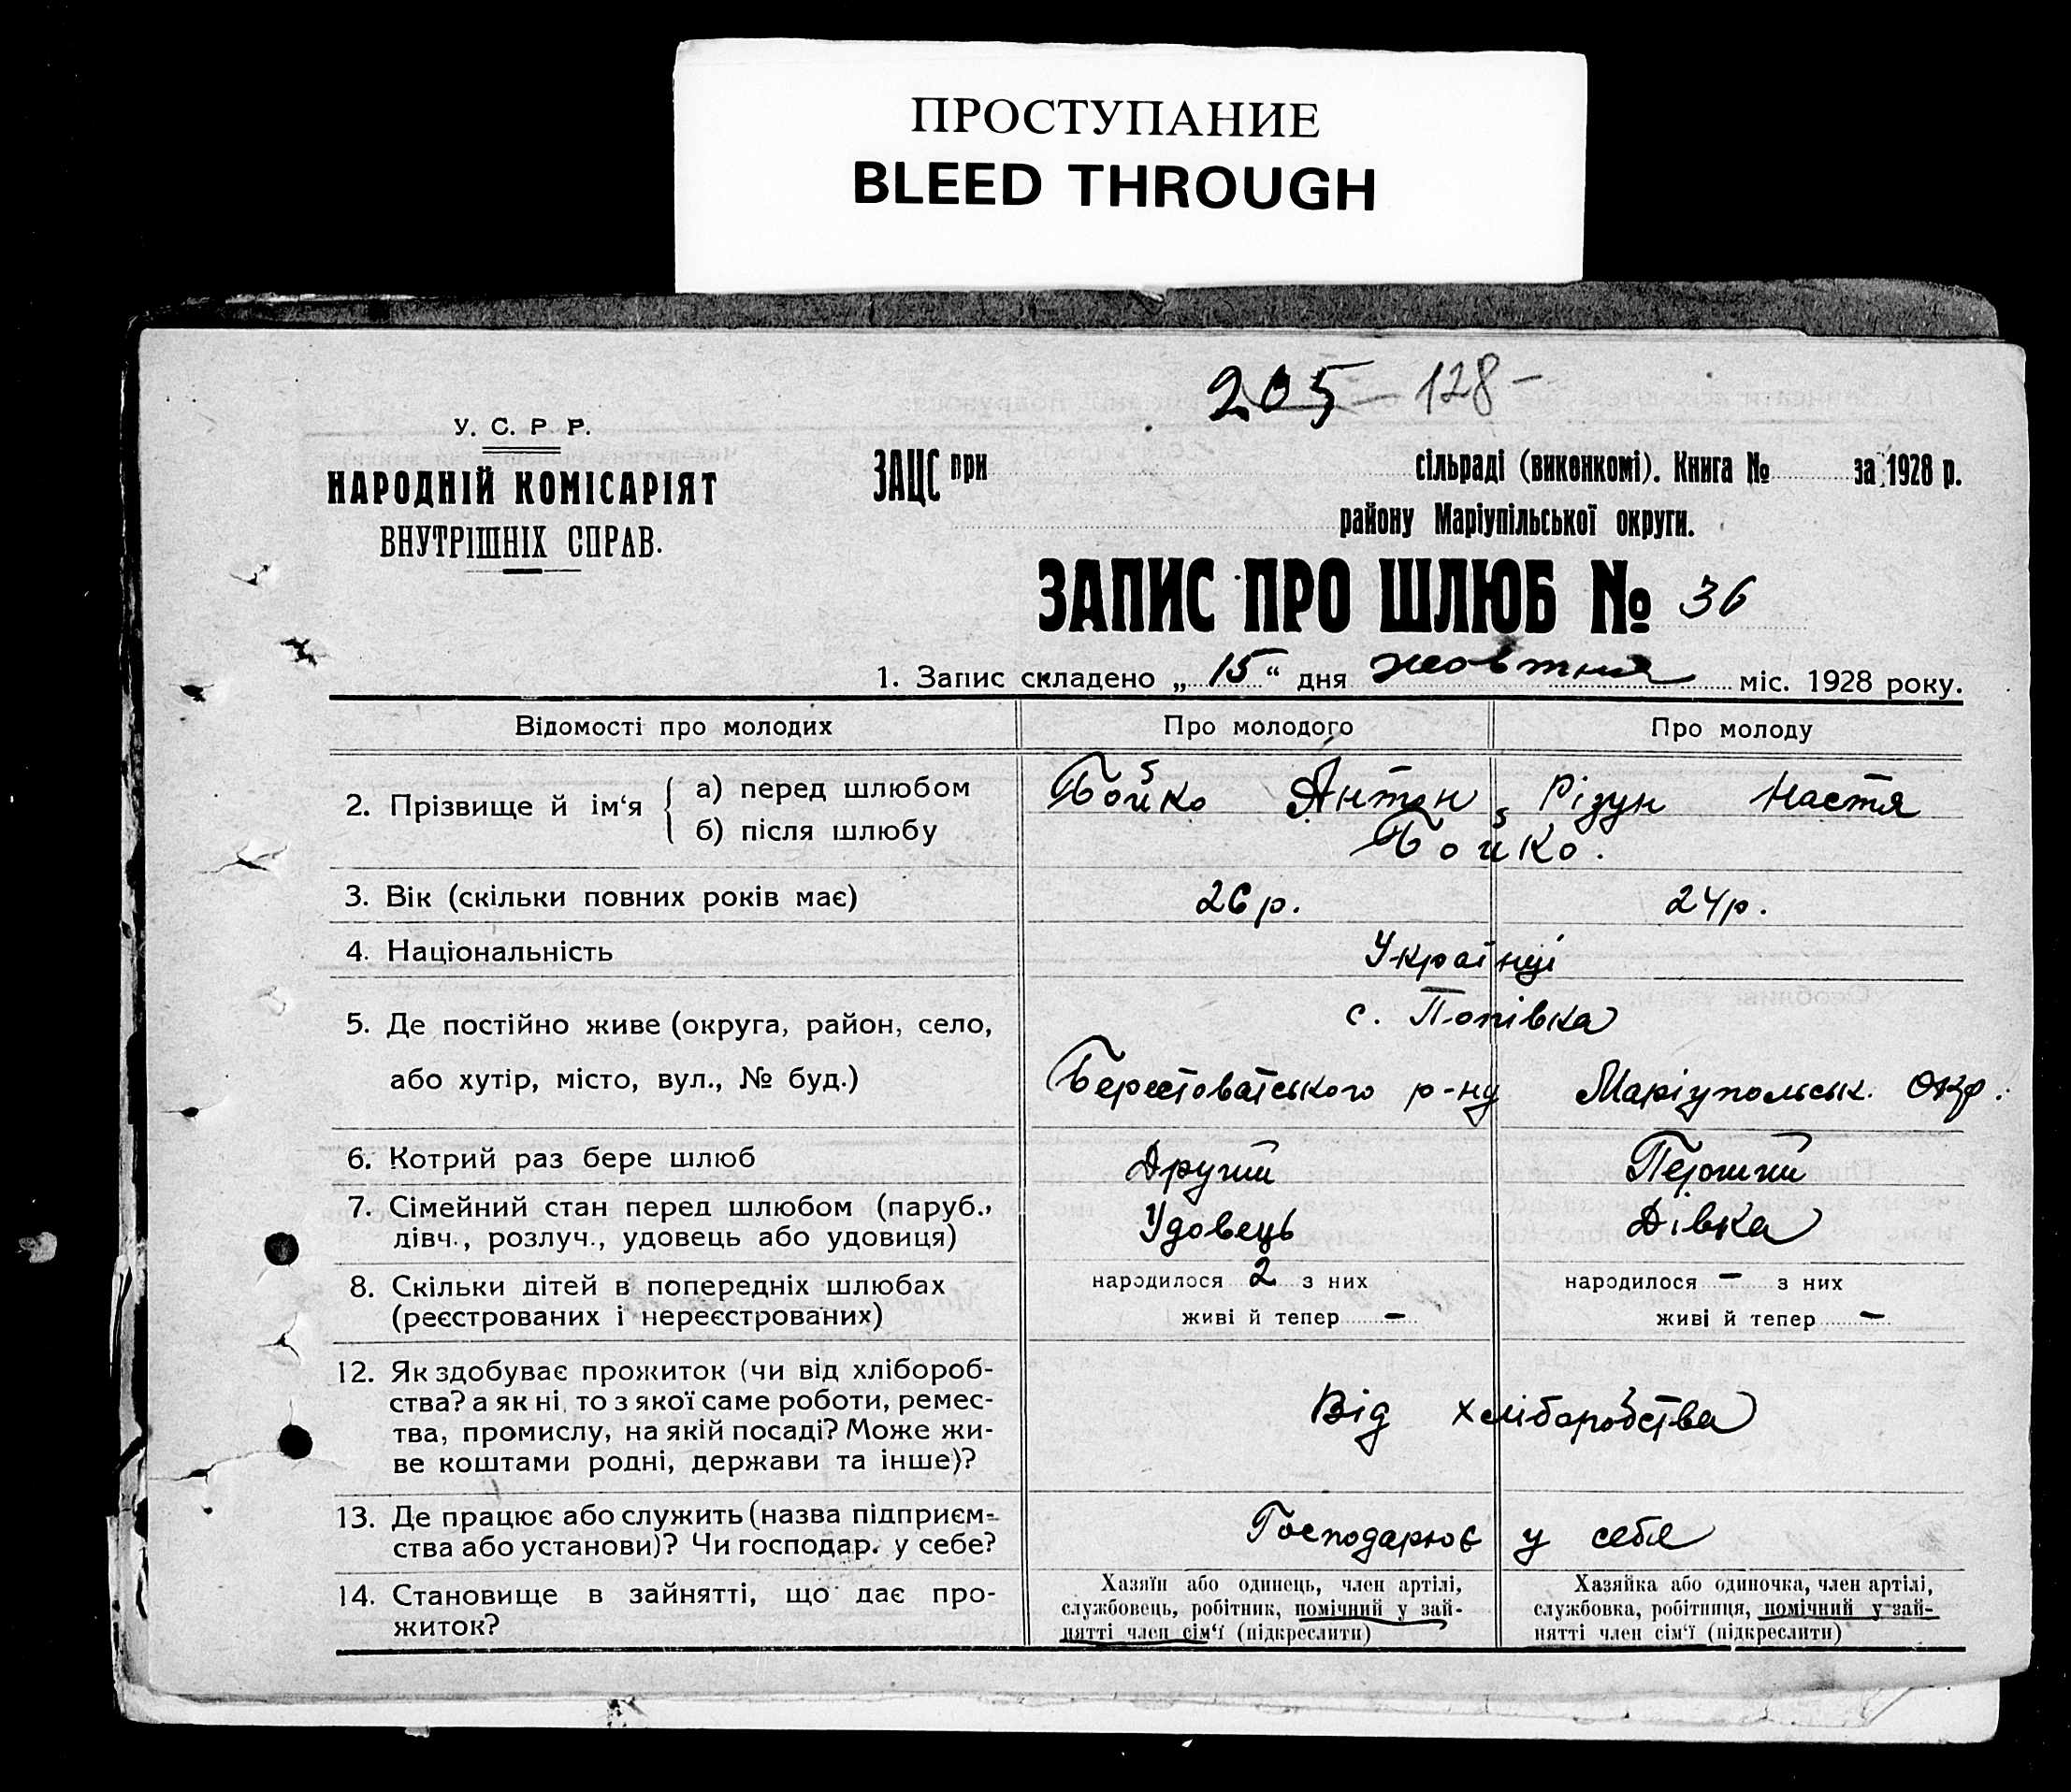 ПРОСТУПАНИЕ
BLEED THROUGH
205 128 -
У. С. Р Р.
НАРОДНІЙ КОМІСАРІЯТ
ВНУТРІШНІХ СПРАВ.
ЗАЦС при сільраді (виконкомі). Книга № за 1928 р.
району Маріупільської округи.
ЗАПИС ПРО ШЛЮБ № 36
1. Запис складено „15“ дня жовтня міс. 1928 року.
Відомості про молодих Про молодого Про молоду
2. Прізвище й ім‘я { а) перед шлюбом Бойко Антон Різун Настя
б) після шлюбу Бойко.
3. Вік (скільки повних років має) 26 р. 24 р.
4. Національність Українці
5. Де постійно живе (округа, район, село, с. Попівка
або хутір, місто, вул., № буд.) Берестоватського р-ну Маріупольськ. окр.
6. Котрий раз бере шлюб Другий Перший
7. Сімейний стан перед шлюбом (паруб.,
дівч., розлуч., удовець або удовиця) Удовець Дівка
8. Скільки дітей в попередніх шлюбах народилося 2 з них народилося - з них
(реєстрованих і нереєстрованих) живі й тепер - живі й тепер -
12. Як здобуває прожиток (чи від хлібороб-
ства? а як ні, то з якої саме роботи, ремес-
тва, промислу, на якій посаді? Може жи- Від хліборобства
ве коштами родні, держави та інше)?
13. Де працює або служить (назва підприєм-
ства або установи)? Чи господар. у себе? Господарює у себе
14. Становище в зайнятті, що дає про-
житок?
Хазяїн або одинець, член артілі,
службовець, робітник, помічний у зай-
нятті член сім‘ї (підкреслити)
Хазяйка або одиночка, член артілі,
службовка, робітниця, помічний у зай-
нятті член сім‘ї (підкреслити)